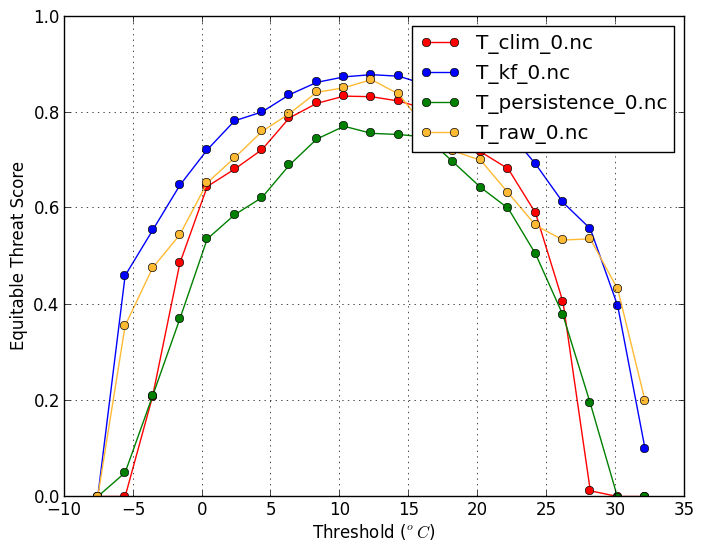 1.0
0.8
0.6
0.4
0.2
0.0
Equitable Threat Score
T_clim_0.nc
T_kf_0.nc
T_persistence_0.nc
T_raw_0.nc
−10 −5 0 5 10 15 20 25 30 35
Threshold (° C)